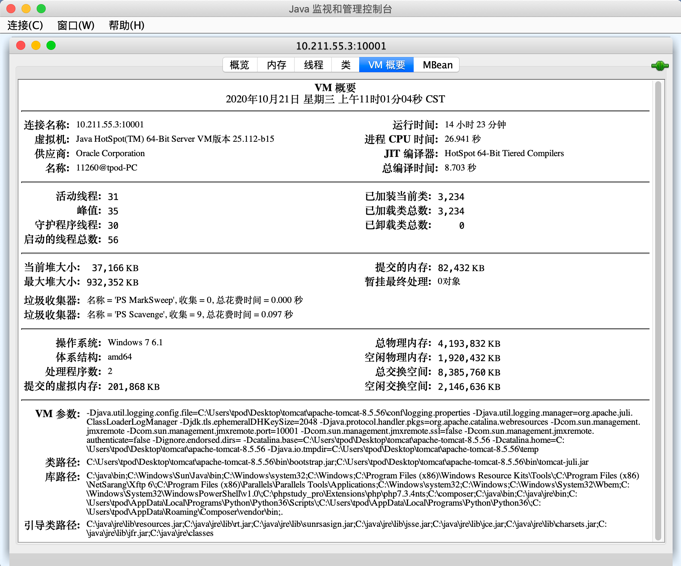 Java 监视和管理控制台
连接(C) 窗口(W) 帮助(H)
10.211.55.3:10001
概览 内存 线程 类 VM 概要 MBean
VM 概要
2020年10月21日 星期三 上午11时01分04秒 CST
连接名称: 10.211.55.3:10001 运行时间: 14 小时 23 分钟
虚拟机: Java HotSpot(TM) 64-Bit Server VM版本 25.112-b15 进程 CPU 时间: 26.941 秒
供应商: Oracle Corporation JIT 编译器: HotSpot 64-Bit Tiered Compilers
名称: 11260@tpod-PC 总编译时间: 8.703 秒
活动线程: 31 已加装当前类: 3,234
峰值: 35 已加载类总数: 3,234
守护程序线程: 30 已卸载类总数: 0
启动的线程总数: 56
当前堆大小: 37,166 KB 提交的内存: 82,432 KB
最大堆大小: 932,352 KB 暂挂最终处理: 0对象
垃圾收集器: 名称 = 'PS MarkSweep', 收集 = 0, 总花费时间 = 0.000 秒
垃圾收集器: 名称 = 'PS Scavenge', 收集 = 9, 总花费时间 = 0.097 秒
操作系统: Windows 7 6.1 总物理内存: 4,193,832 KB
体系结构: amd64 空闲物理内存: 1,920,432 KB
处理程序数: 2 总交换空间: 8,385,760 KB
提交的虚拟内存: 201,868 KB 空闲交换空间: 2,146,636 KB
VM 参数: -Djava.util.logging.config.file=C:\Users\tpod\Desktop\tomcat\apache-tomcat-8.5.56\conf\logging.properties -Djava.util.logging.manager=org.apache.juli.
ClassLoaderLogManager -Djdk.tls.ephemeralDHKeySize=2048 -Djava.protocol.handler.pkgs=org.apache.catalina.webresources -Dcom.sun.management.
jmxremote -Dcom.sun.management.jmxremote.port=10001 -Dcom.sun.management.jmxremote.ssl=false -Dcom.sun.management.jmxremote.
authenticate=false -Dignore.endorsed.dirs= -Dcatalina.base=C:\Users\tpod\Desktop\tomcat\apache-tomcat-8.5.56 -Dcatalina.home=C:
\Users\tpod\Desktop\tomcat\apache-tomcat-8.5.56 -Djava.io.tmpdir=C:\Users\tpod\Desktop\tomcat\apache-tomcat-8.5.56\temp
类路径: C:\Users\tpod\Desktop\tomcat\apache-tomcat-8.5.56\bin\bootstrap.jar;C:\Users\tpod\Desktop\tomcat\apache-tomcat-8.5.56\bin\tomcat-juli.jar
库路径: C:\java\bin;C:\Windows\Sun\Java\bin;C:\Windows\system32;C:\Windows;C:\Program Files (x86)\Windows Resource Kits\Tools\;C:\Program Files (x86)
\NetSarang\Xftp 6\;C:\Program Files (x86)\Parallels\Parallels Tools\Applications;C:\Windows\system32;C:\Windows;C:\Windows\System32\Wbem;C:
\Windows\System32\WindowsPowerShell\v1.0\;C:\phpstudy_pro\Extensions\php\php7.3.4nts;C:\composer;C:\java\bin;C:\java\jre\bin;C:
\Users\tpod\AppData\Local\Programs\Python\Python36\Scripts\;C:\Users\tpod\AppData\Local\Programs\Python\Python36\;C:
\Users\tpod\AppData\Roaming\Composer\vendor\bin;.
引导类路径: C:\java\jre\lib\resources.jar;C:\java\jre\lib\rt.jar;C:\java\jre\lib\sunrsasign.jar;C:\java\jre\lib\jsse.jar;C:\java\jre\lib\jce.jar;C:\java\jre\lib\charsets.jar;C:
\java\jre\lib\jfr.jar;C:\java\jre\classes